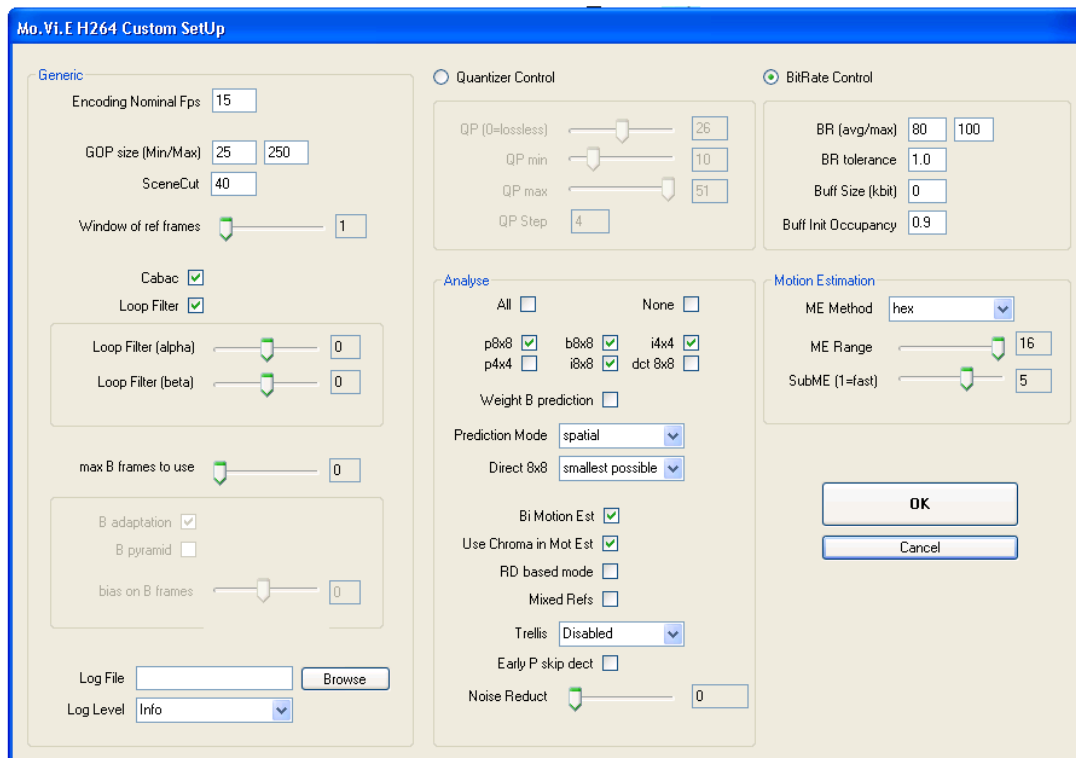 Mo.Vi.E H264 Custom SetUp
Generic
Encoding Nominal Fps 15
GOP size (Min/Max) 25 250
SceneCut 40
Window of ref frames 1
Cabac
Loop Filter
Loop Filter (alpha) 0
Loop Filter (beta) 0
max B frames to use 0
B adaptation
B pyramid
bias on B frames 0
Log File Browse
Log Level Info
Quantizer Control
QP (0=lossless) 26
QP min 10
QP max 51
QP Step 4
Analyse
All None
p8x8 b8x8 i4x4
p4x4 i8x8 dct 8x8
Weight B prediction
Prediction Mode spatial
Direct 8x8 smallest possible
Bi Motion Est
Use Chroma in Mot Est
RD based mode
Mixed Refs
Trellis Disabled
Early P skip dect
Noise Reduct 0
BitRate Control
BR (avg/max) 80 100
BR tolerance 1.0
Buff Size (kbit) 0
Buff Init Occupancy 0.9
Motion Estimation
ME Method hex
ME Range 16
SubME (1=fast) 5
OK
Cancel